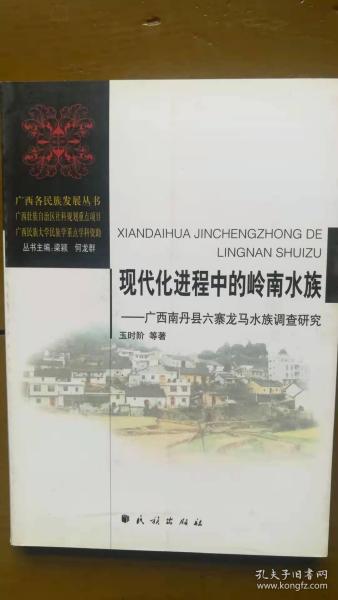 广西各民族发展丛书
广西壮族自治区社科规划重点项目
广西民族大学民族学重点学科资助
丛书主编：梁颖 何龙群
XIANDAIHUA JINCHENGZHONG DE
LINGNAN SHUIZU
现代化进程中的岭南水族
——广西南丹县六寨龙马水族调查研究
玉时阶 等著
民族出版社
孔夫子旧书网